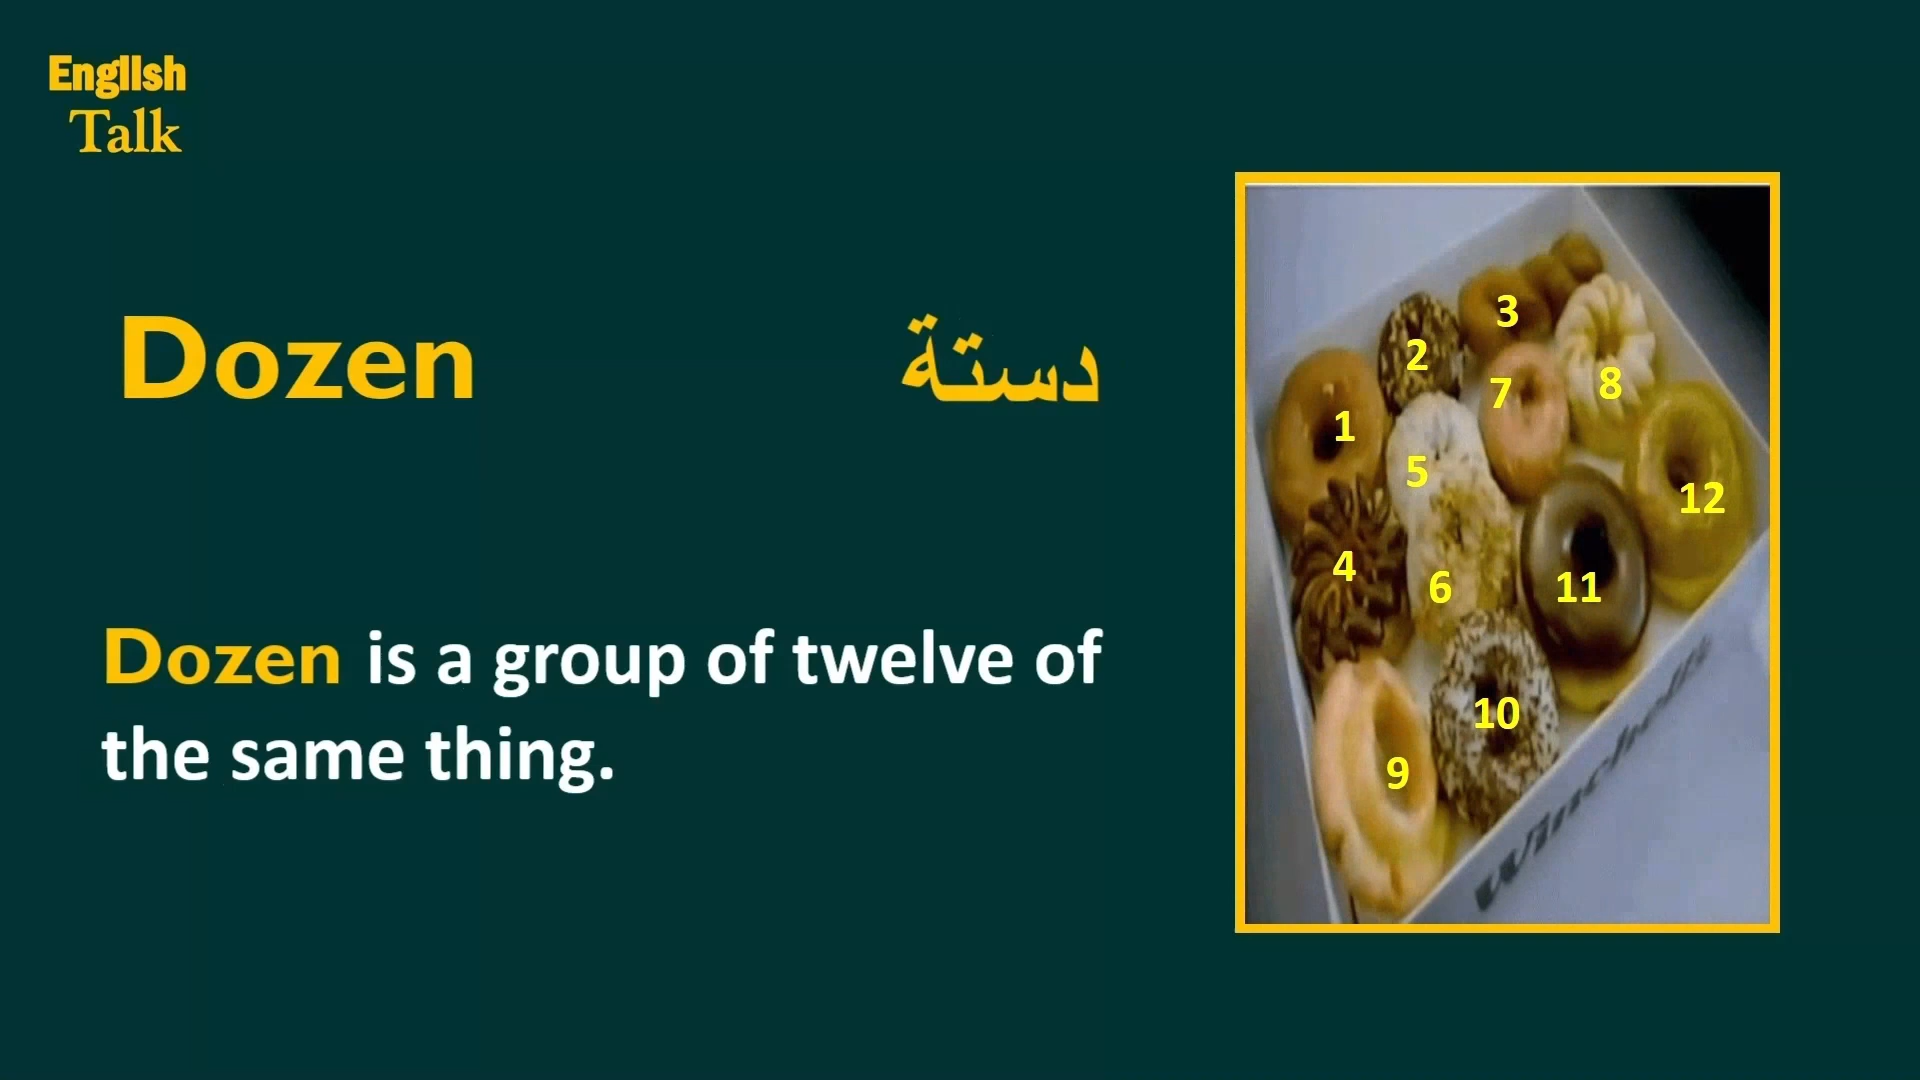 English
Talk
Dozen
دستة
Dozen is a group of twelve of
the same thing.
3
2
7
8
1
5
12
4
6
11
10
9
Winchell's